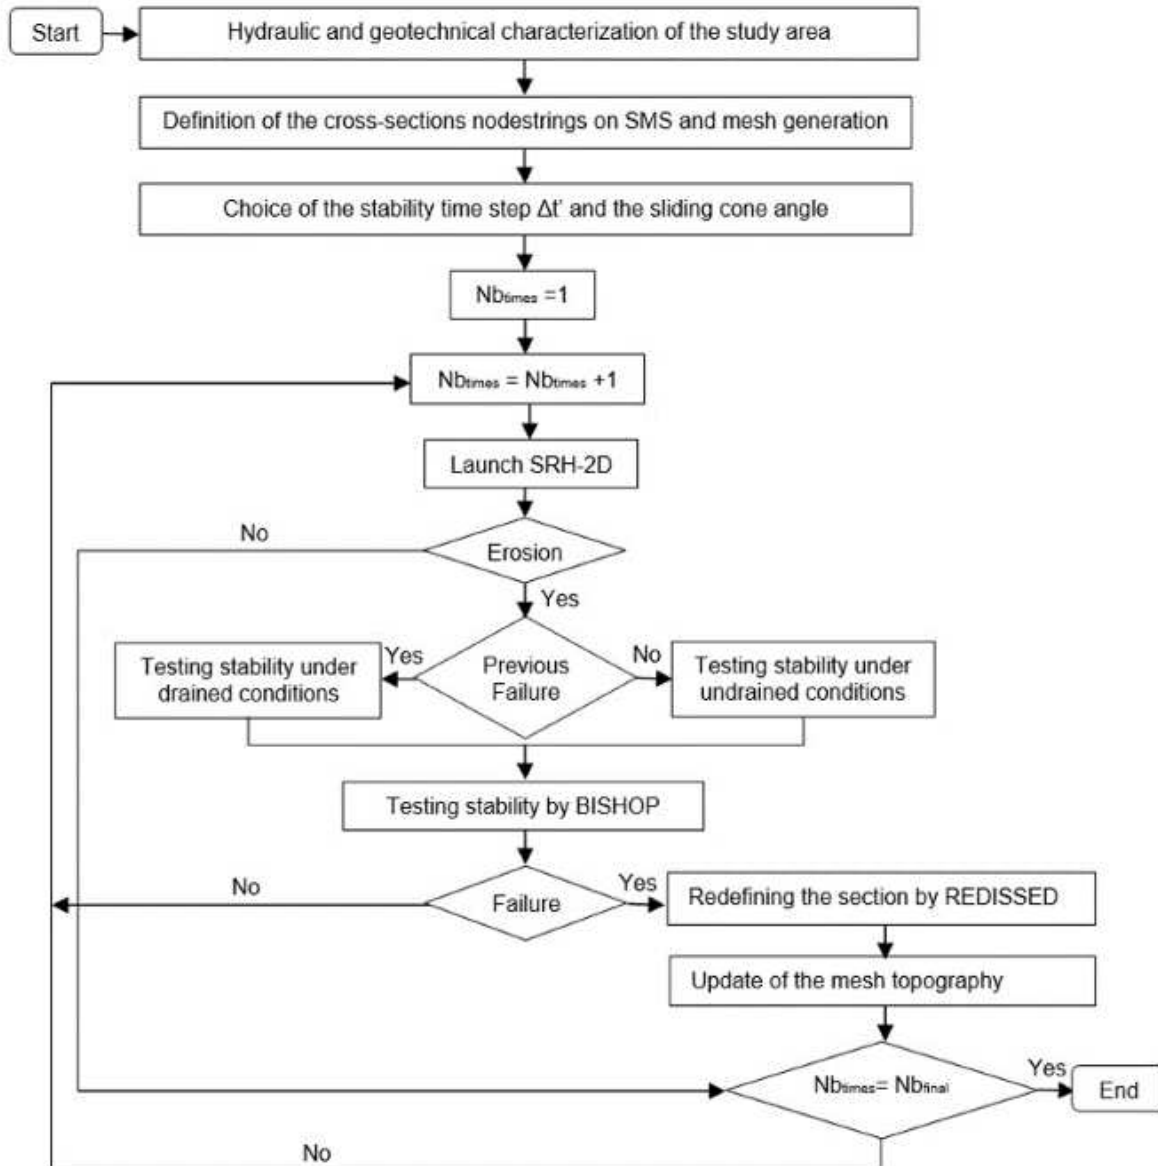 Start
Hydraulic and geotechnical characterization of the study area
Definition of the cross-sections nodestrings on SMS and mesh generation
Choice of the stability time step Δt' and the sliding cone angle
Nbtimes =1
Nbtimes = Nbtimes +1
Launch SRH-2D
No
Erosion
Yes
Testing stability under
drained conditions
Yes
Previous
Failure
No
Testing stability under
undrained conditions
Testing stability by BISHOP
No
Failure
Yes
Redefining the section by REDISSED
Update of the mesh topography
Nbtimes= Nbfinal
Yes
End
No